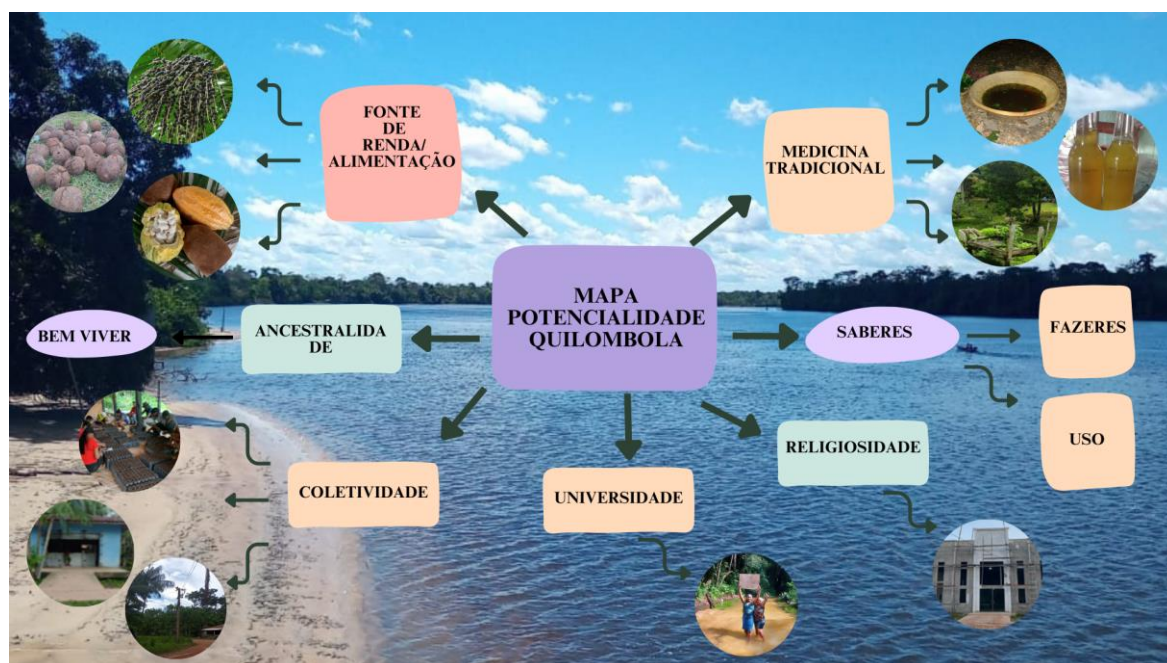 FONTE
DE
RENDA/
ALIMENTAÇÃO
MEDICINA
TRADICIONAL
MAPA
POTENCIALIDADE
QUILOMBOLA
BEM VIVER
ANCESTRALIDA
DE
SABERES
FAZERES
USO
COLETIVIDADE
UNIVERSIDADE
RELIGIOSIDADE